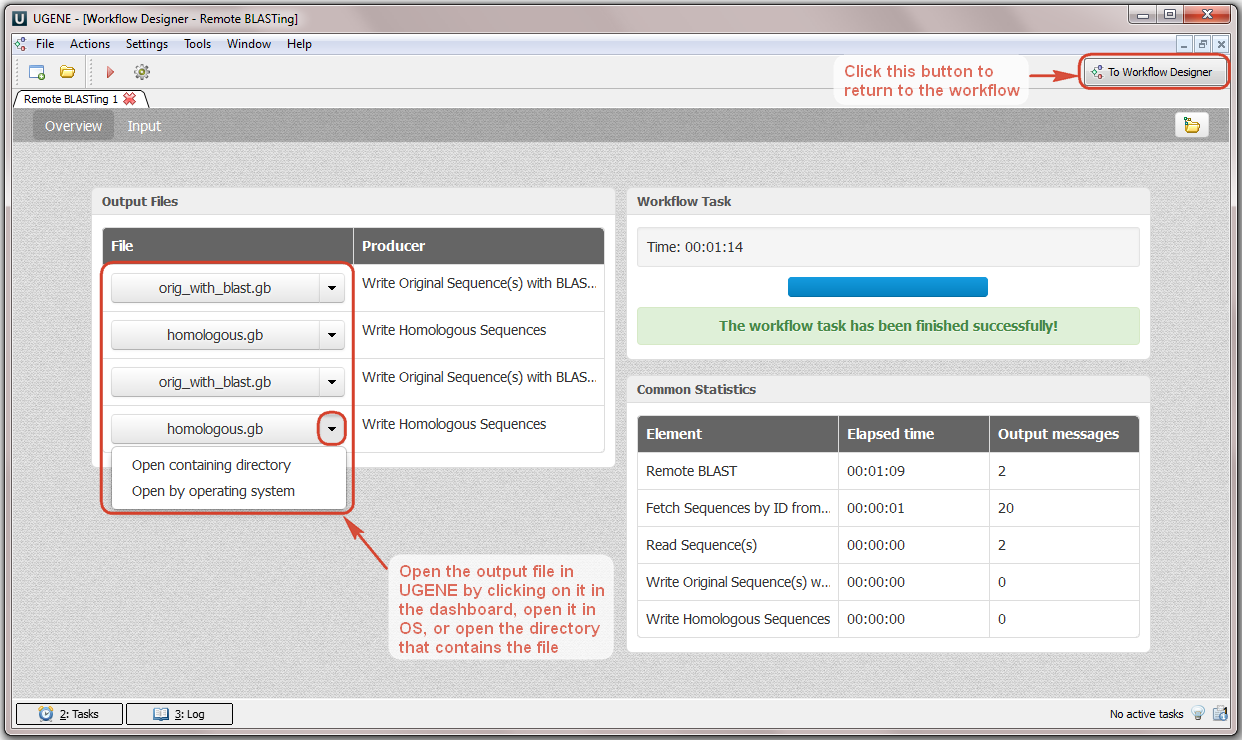 UGENE - [Workflow Designer - Remote BLASTing]
File Actions Settings Tools Window Help
Click this button to
return to the workflow
To Workflow Designer
Remote BLASTing 1
Overview Input
Output Files
File Producer
orig_with_blast.gb Write Original Sequence(s) with BLAS...
homologous.gb Write Homologous Sequences
orig_with_blast.gb Write Original Sequence(s) with BLAS...
homologous.gb Write Homologous Sequences
Open containing directory
Open by operating system
Open the output file in
UGENE by clicking on it in
the dashboard, open it in
OS, or open the directory
that contains the file
Workflow Task
Time: 00:01:14
The workflow task has been finished successfully!
Common Statistics
Element Elapsed time Output messages
Remote BLAST 00:01:09 2
Fetch Sequences by ID from... 00:00:01 20
Read Sequence(s) 00:00:00 2
Write Original Sequence(s) w... 00:00:00 0
Write Homologous Sequences 00:00:00 0
2: Tasks 3: Log No active tasks